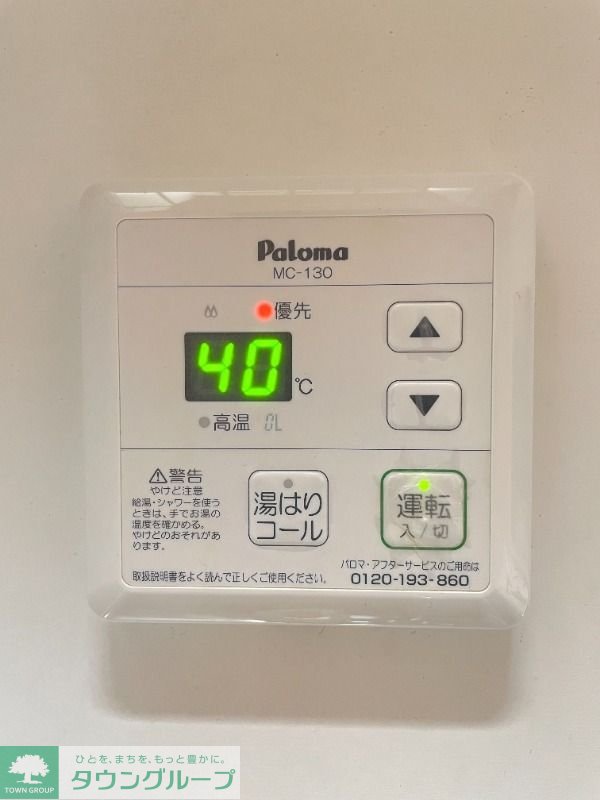 Paloma
MC-130
優先
40 ℃
高温
▲
▼
⚠警告
やけど注意
給湯・シャワーを使う
ときは、手でお湯の
温度を確かめる。
やけどのおそれがあ
ります。
湯はり
コール
運転
入/切
取扱説明書をよく読んで正しくご使用ください。
パロマ・アフターサービスのご用命は
0120-193-860
TOWN GROUP
ひとを、まちを、もっと豊かに。
タウングループ